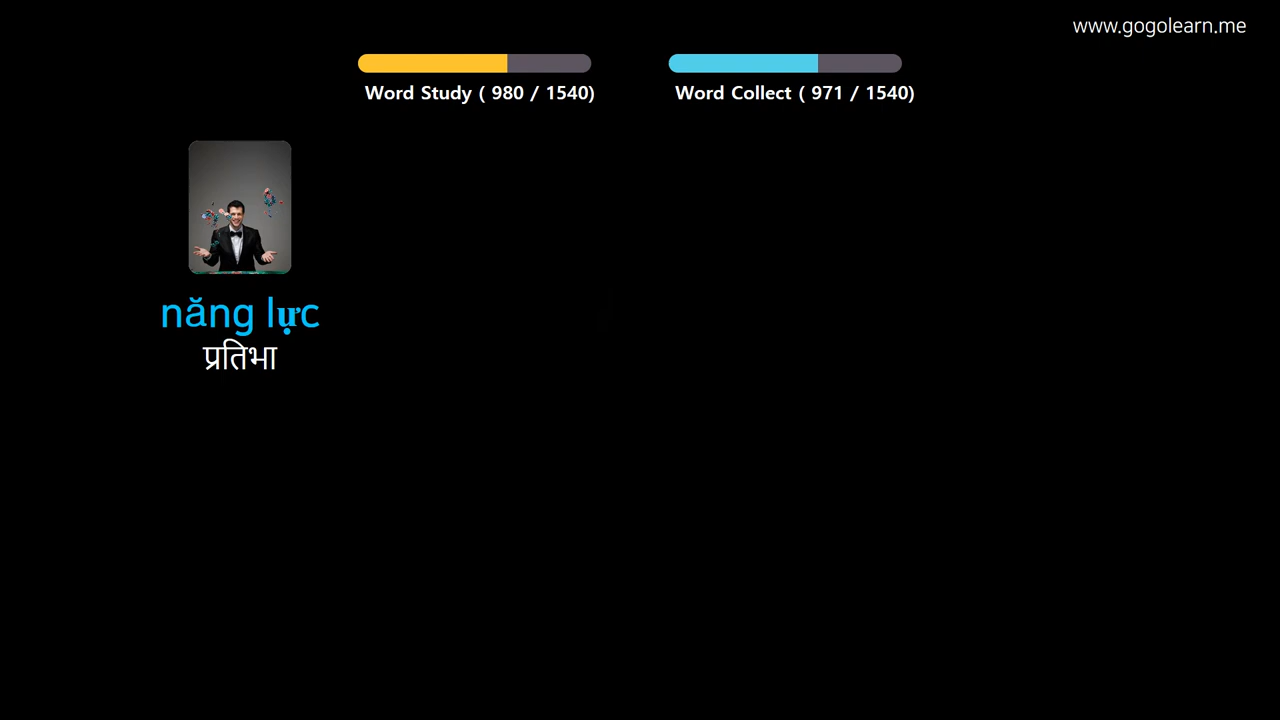 www.gogolearn.me
Word Study ( 980 / 1540)
Word Collect ( 971 / 1540)
năng lực
प्रतिभा